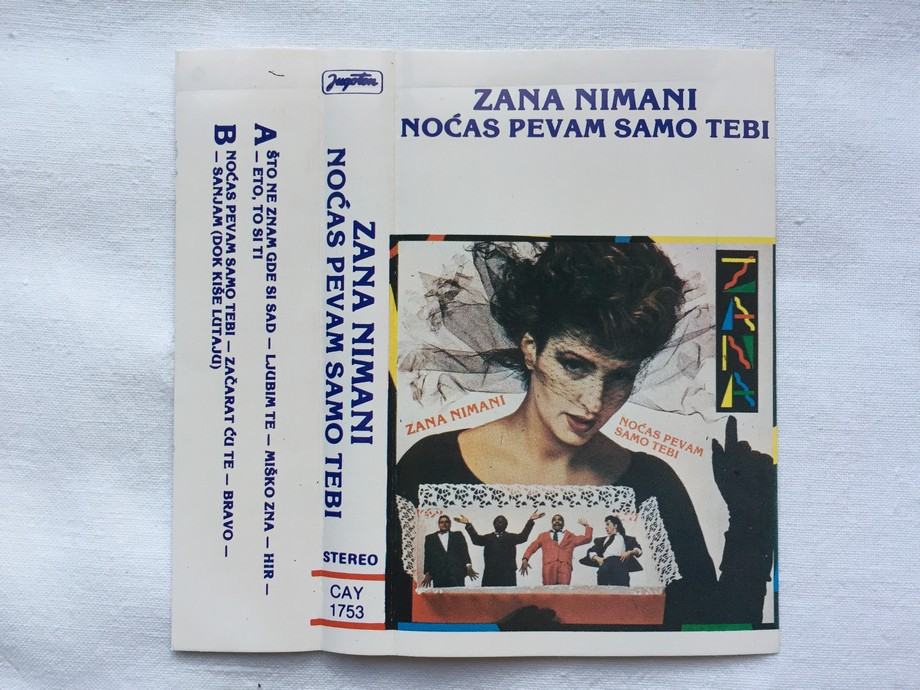 A ŠTO NE ZNAM GDE SI SAD – LJUBIM TE – MIŠKO ZNA – HIR –
– ETO, TO SI TI
B NOĆAS PEVAM SAMO TEBI – ZAČARAT ĆU TE – BRAVO –
– SANJAM (DOK KIŠE LUTAJU)
Jugoton
ZANA NIMANI
NOĆAS PEVAM SAMO TEBI
STEREO
CAY
1753
ZANA NIMANI
NOĆAS PEVAM SAMO TEBI
ZANA
ZANA NIMANI
NOĆAS PEVAM
SAMO TEBI